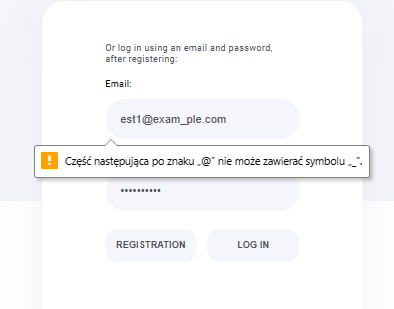 Or log in using an email and password,
after registering:
Email:
est1@exam_ple.com
Część następująca po znaku „@” nie może zawierać symbolu „_”.
••••••••••
REGISTRATION
LOG IN